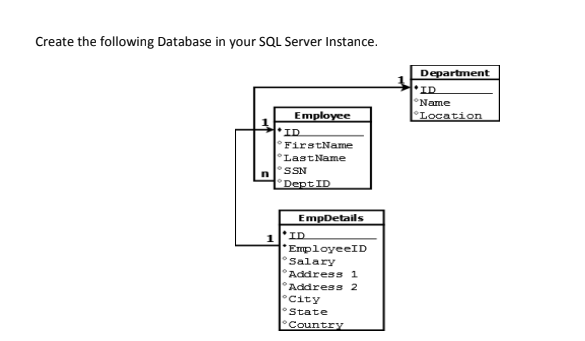 Create the following Database in your SQL Server Instance.
Department
1
ID
Name
Location
Employee
1
ID
FirstName
LastName
SSN
n
DeptID
EmpDetails
1
ID
EmployeeID
Salary
Address 1
Address 2
City
State
Country